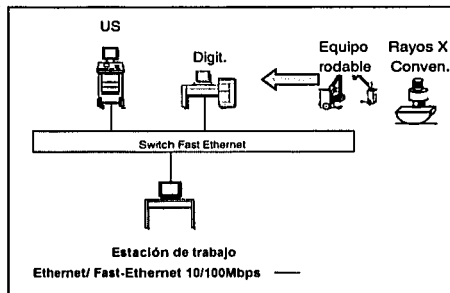 US
Digit.
Equipo
rodable
Rayos X
Conven.
Switch Fast Ethernet
Estación de trabajo
Ethernet/ Fast-Ethernet 10/100Mbps